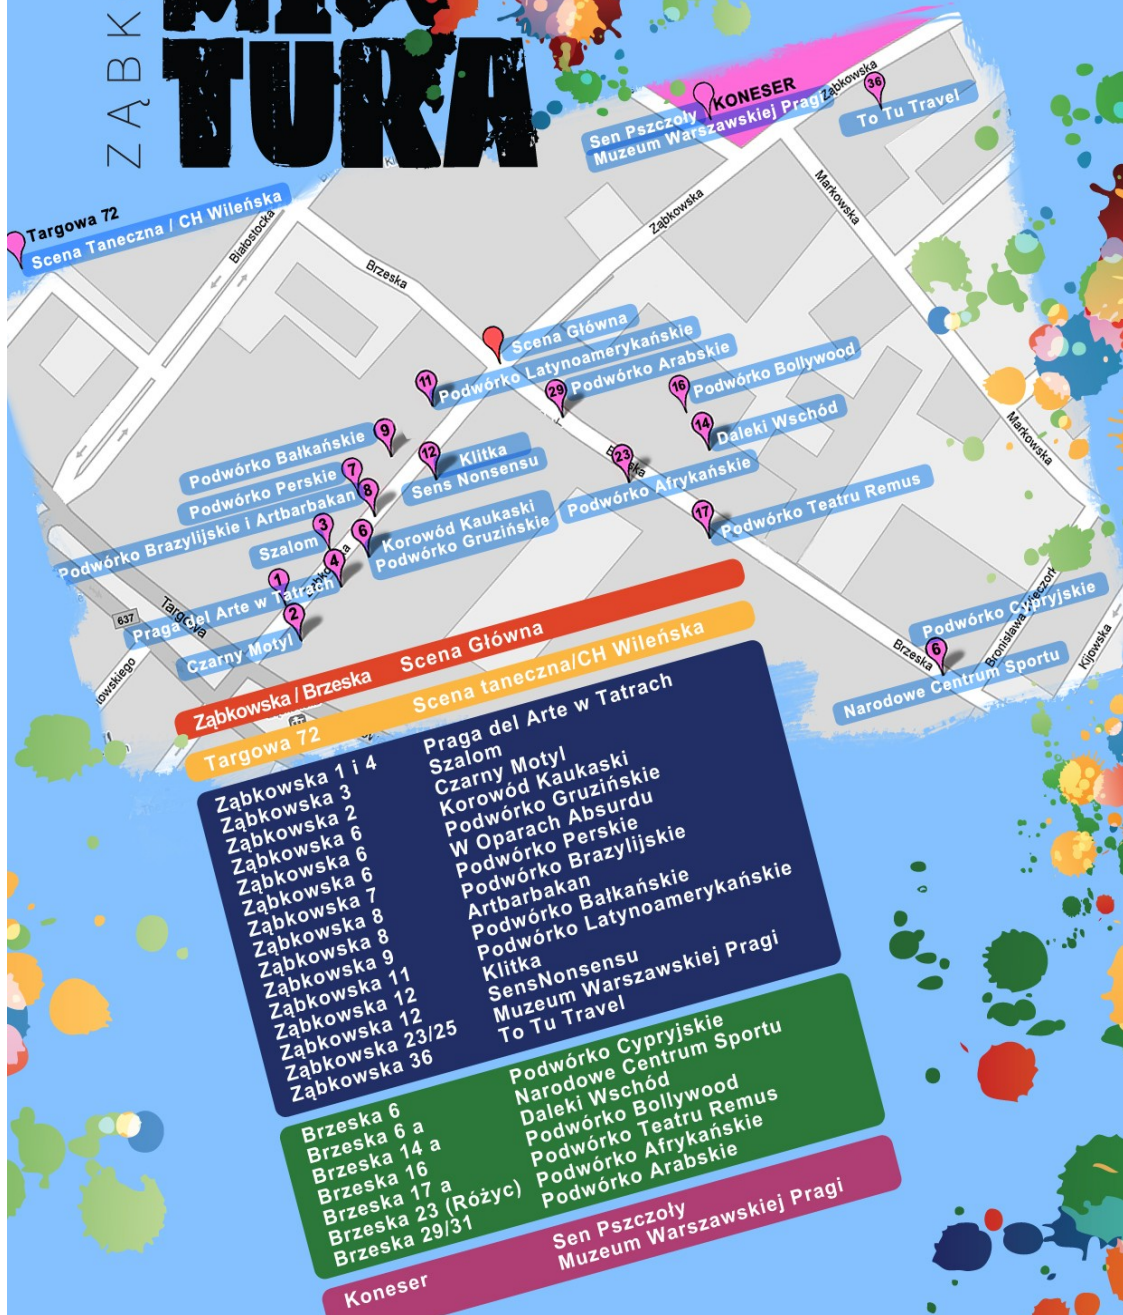 ZĄBK
TURA
KONESER
Ząbkowska
36
Sen Pszczoły
Muzeum Warszawskiej Pragi
To Tu Travel
Targowa 72
Scena Taneczna / CH Wileńska
Białostocka
Brzeska
Ząbkowska
Markowska
Scena Główna
11
Podwórko Latynoamerykańskie
29
Podwórko Arabskie
16
Podwórko Bollywood
14
Daleki Wschód
9
Podwórko Bałkańskie
12
Klitka
Sens Nonsensu
7
Podwórko Perskie
23
Podwórko Afrykańskie
8
Podwórko Brazylijskie i Artbarbakan
17
Podwórko Teatru Remus
Markowska
3
Szalom
6
Korowód Kaukaski
Podwórko Gruzińskie
4
1
Praga del Arte w Tatrach
2
Czarny Motyl
637
Targowa
Podwórko Cypryjskie
6
Brzeska
Narodowe Centrum Sportu
Kijowska
Ząbkowska / Brzeska Scena Główna
Targowa 72 Scena taneczna/CH Wileńska
Ząbkowska 1 i 4 Praga del Arte w Tatrach
Ząbkowska 3 Szalom
Ząbkowska 2 Czarny Motyl
Ząbkowska 6 Korowód Kaukaski
Ząbkowska 6 Podwórko Gruzińskie
Ząbkowska 6 W Oparach Absurdu
Ząbkowska 7 Podwórko Perskie
Ząbkowska 8 Podwórko Brazylijskie
Ząbkowska 8 Artbarbakan
Ząbkowska 9 Podwórko Bałkańskie
Ząbkowska 11 Podwórko Latynoamerykańskie
Ząbkowska 12 Klitka
Ząbkowska 12 SensNonsensu
Ząbkowska 23/25 Muzeum Warszawskiej Pragi
Ząbkowska 36 To Tu Travel
Brzeska 6 Podwórko Cypryjskie
Brzeska 6 a Narodowe Centrum Sportu
Brzeska 14 a Daleki Wschód
Brzeska 16 Podwórko Bollywood
Brzeska 17 a Podwórko Teatru Remus
Brzeska 23 (Różyc) Podwórko Afrykańskie
Brzeska 29/31 Podwórko Arabskie
Koneser Sen Pszczoły
Muzeum Warszawskiej Pragi